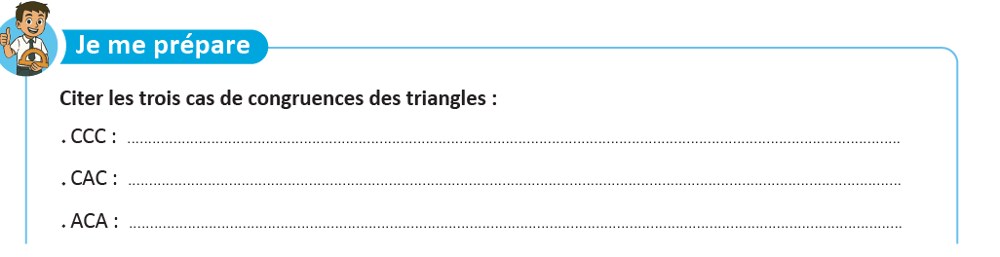 Je me prépare
Citer les trois cas de congruences des triangles :
. CCC : ........................................................................................................................
. CAC : ........................................................................................................................
. ACA : ........................................................................................................................